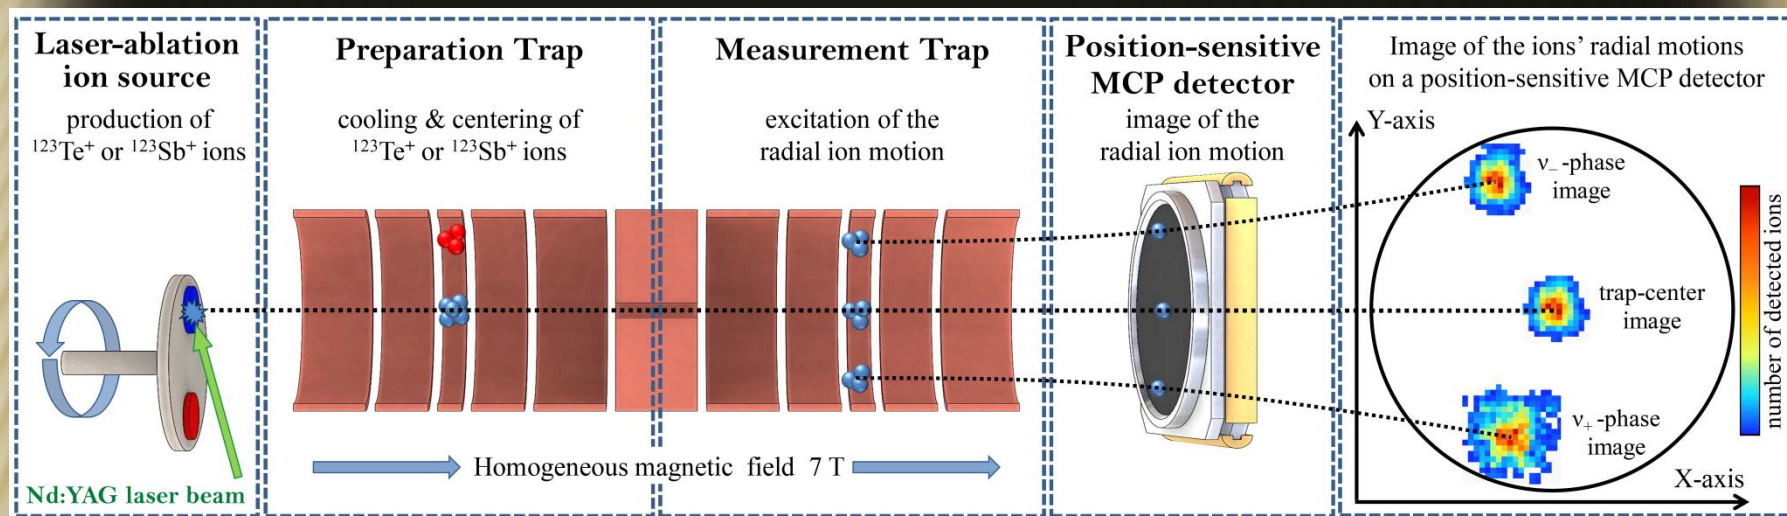 Laser-ablation
ion source
production of
¹²³Te⁺ or ¹²³Sb⁺ ions
Nd:YAG laser beam
Preparation Trap
cooling & centering of
¹²³Te⁺ or ¹²³Sb⁺ ions
Measurement Trap
excitation of the
radial ion motion
Homogeneous magnetic field 7 T
Position-sensitive
MCP detector
image of the
radial ion motion
Image of the ions' radial motions
on a position-sensitive MCP detector
Y-axis
ν₋-phase
image
trap-center
image
ν₊-phase
image
X-axis
number of detected ions